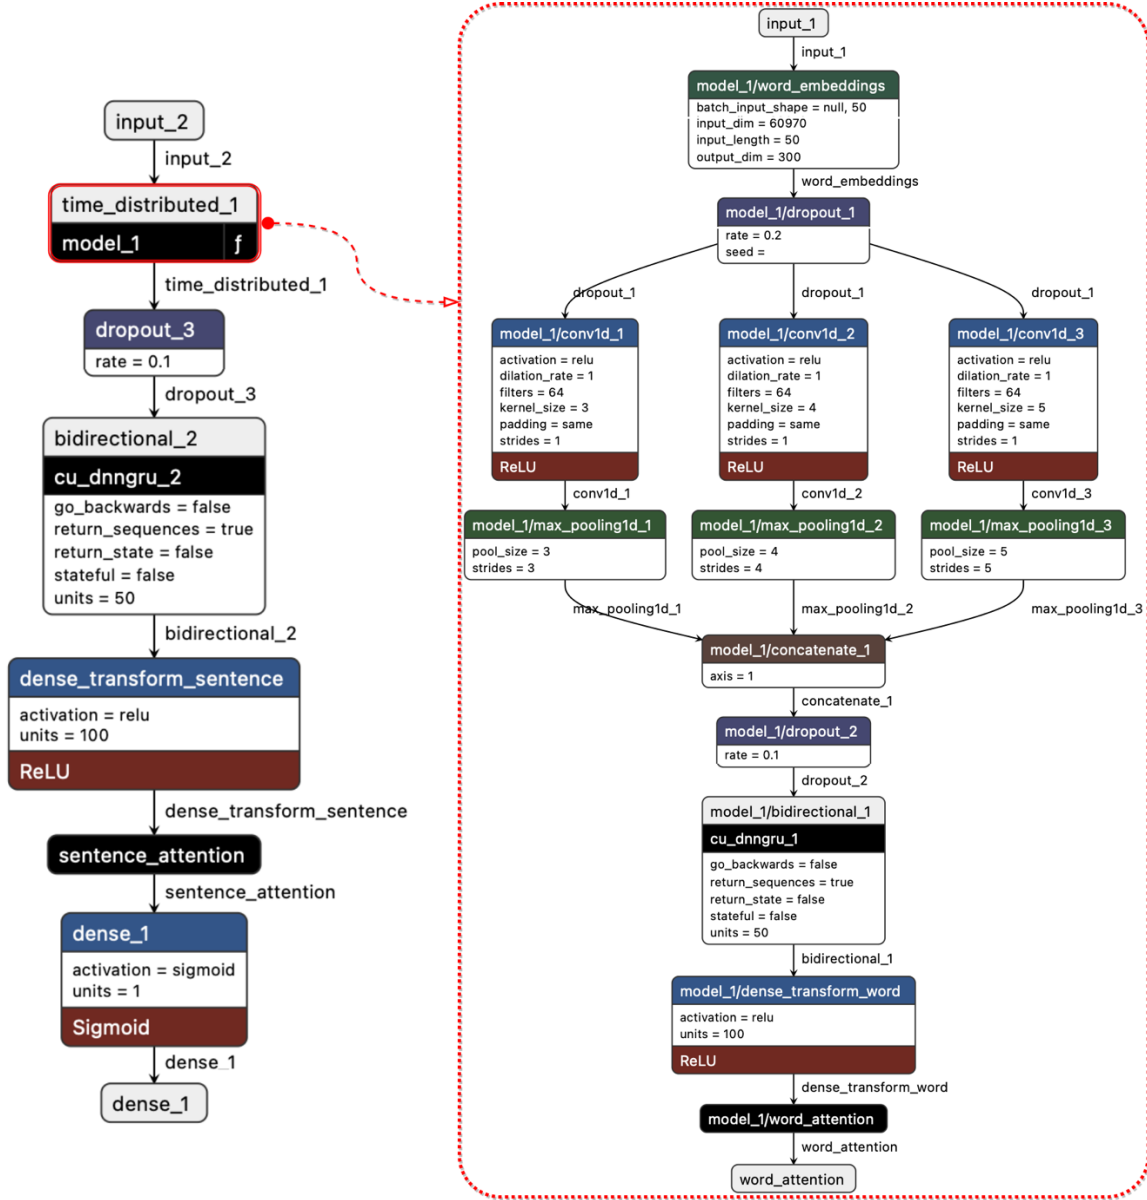 input_2
input_2
time_distributed_1
model_1 ƒ
time_distributed_1
dropout_3
rate = 0.1
dropout_3
bidirectional_2
cu_dnngru_2
go_backwards = false
return_sequences = true
return_state = false
stateful = false
units = 50
bidirectional_2
dense_transform_sentence
activation = relu
units = 100
ReLU
dense_transform_sentence
sentence_attention
sentence_attention
dense_1
activation = sigmoid
units = 1
Sigmoid
dense_1
dense_1
input_1
input_1
model_1/word_embeddings
batch_input_shape = null, 50
input_dim = 60970
input_length = 50
output_dim = 300
word_embeddings
model_1/dropout_1
rate = 0.2
seed =
dropout_1
dropout_1
dropout_1
model_1/conv1d_1
activation = relu
dilation_rate = 1
filters = 64
kernel_size = 3
padding = same
strides = 1
ReLU
conv1d_1
model_1/max_pooling1d_1
pool_size = 3
strides = 3
max_pooling1d_1
model_1/conv1d_2
activation = relu
dilation_rate = 1
filters = 64
kernel_size = 4
padding = same
strides = 1
ReLU
conv1d_2
model_1/max_pooling1d_2
pool_size = 4
strides = 4
max_pooling1d_2
model_1/conv1d_3
activation = relu
dilation_rate = 1
filters = 64
kernel_size = 5
padding = same
strides = 1
ReLU
conv1d_3
model_1/max_pooling1d_3
pool_size = 5
strides = 5
max_pooling1d_3
model_1/concatenate_1
axis = 1
concatenate_1
model_1/dropout_2
rate = 0.1
dropout_2
model_1/bidirectional_1
cu_dnngru_1
go_backwards = false
return_sequences = true
return_state = false
stateful = false
units = 50
bidirectional_1
model_1/dense_transform_word
activation = relu
units = 100
ReLU
dense_transform_word
model_1/word_attention
word_attention
word_attention